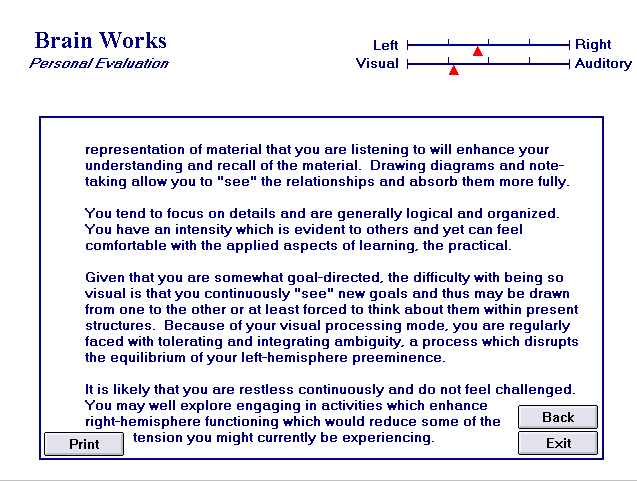 Brain Works
Personal Evaluation
Left Right
Visual Auditory
representation of material that you are listening to will enhance your
understanding and recall of the material.  Drawing diagrams and note-
taking allow you to "see" the relationships and absorb them more fully.
You tend to focus on details and are generally logical and organized.
You have an intensity which is evident to others and yet can feel
comfortable with the applied aspects of learning, the practical.
Given that you are somewhat goal-directed, the difficulty with being so
visual is that you continuously "see" new goals and thus may be drawn
from one to the other or at least forced to think about them within present
structures.  Because of your visual processing mode, you are regularly
faced with tolerating and integrating ambiguity, a process which disrupts
the equilibrium of your left-hemisphere preeminence.
It is likely that you are restless continuously and do not feel challenged.
You may well explore engaging in activities which enhance
right-hemisphere functioning which would reduce some of the
tension you might currently be experiencing.
Back
Print
Exit